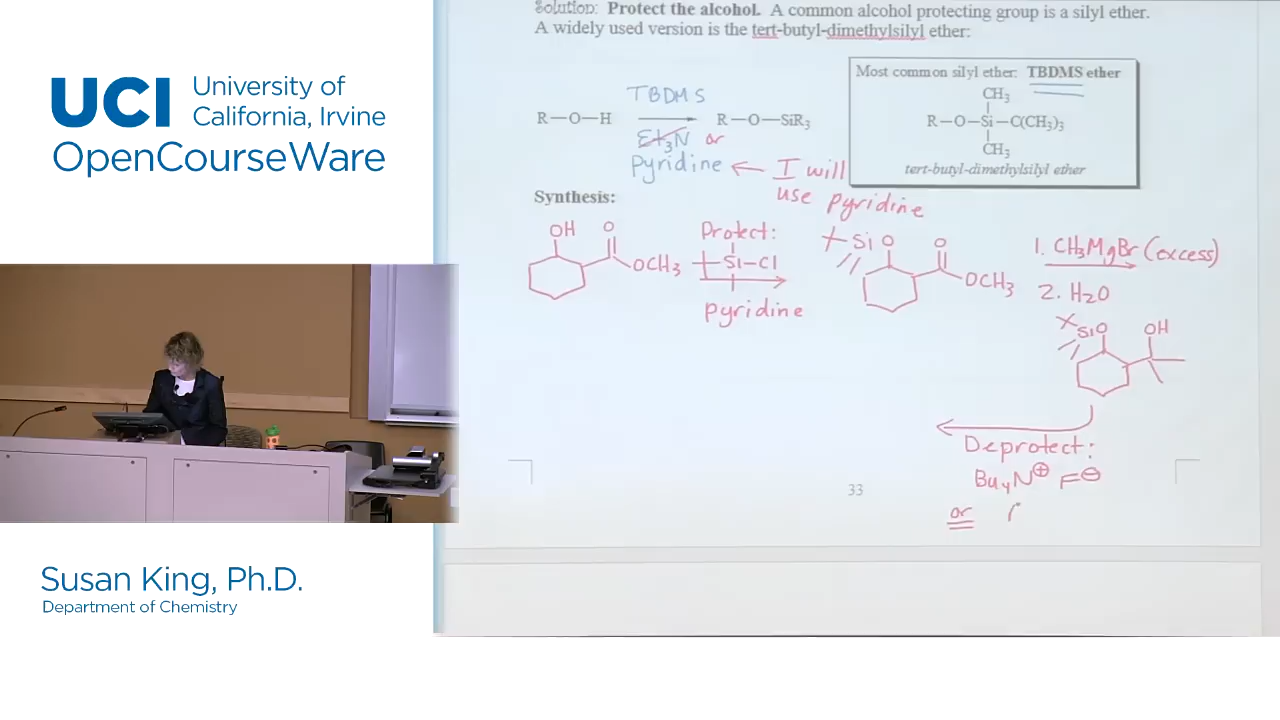 UCI University of California, Irvine
OpenCourseWare
Susan King, Ph.D.
Department of Chemistry
Solution: Protect the alcohol. A common alcohol protecting group is a silyl ether.
A widely used version is the tert-butyl-dimethylsilyl ether:
R—O—H
TBDMS
Et3N or
Pyridine
R—O—SiR3
← I will use pyridine
Most common silyl ether: TBDMS ether
CH3
R—O—Si—C(CH3)3
CH3
tert-butyl-dimethylsilyl ether
Synthesis:
OH O
OCH3
Protect:
Si—Cl
pyridine
Si O O
OCH3
1. CH3MgBr (excess)
2. H2O
SiO OH
Deprotect:
Bu4N⊕ F⊖
or
33